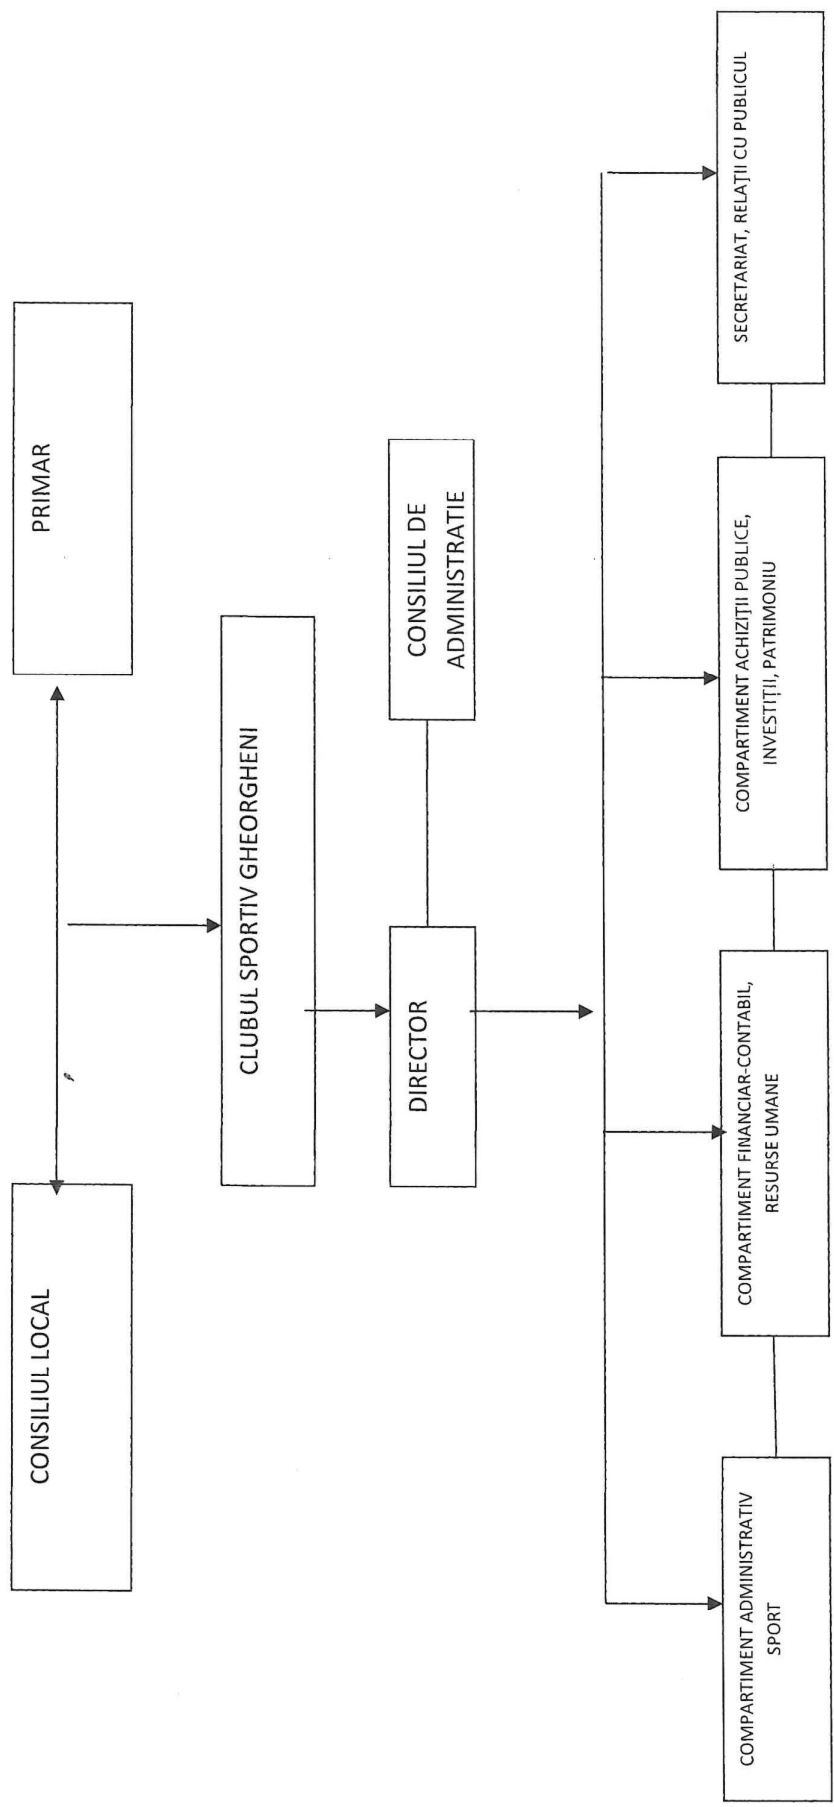 CONSILIUL LOCAL
PRIMAR
CLUBUL SPORTIV GHEORGHENI
DIRECTOR
CONSILIUL DE
ADMINISTRATIE
COMPARTIMENT ADMINISTRATIV
SPORT
COMPARTIMENT FINANCIAR-CONTABIL,
RESURSE UMANE
COMPARTIMENT ACHIZIȚII PUBLICE,
INVESTIȚII, PATRIMONIU
SECRETARIAT, RELAȚII CU PUBLICUL